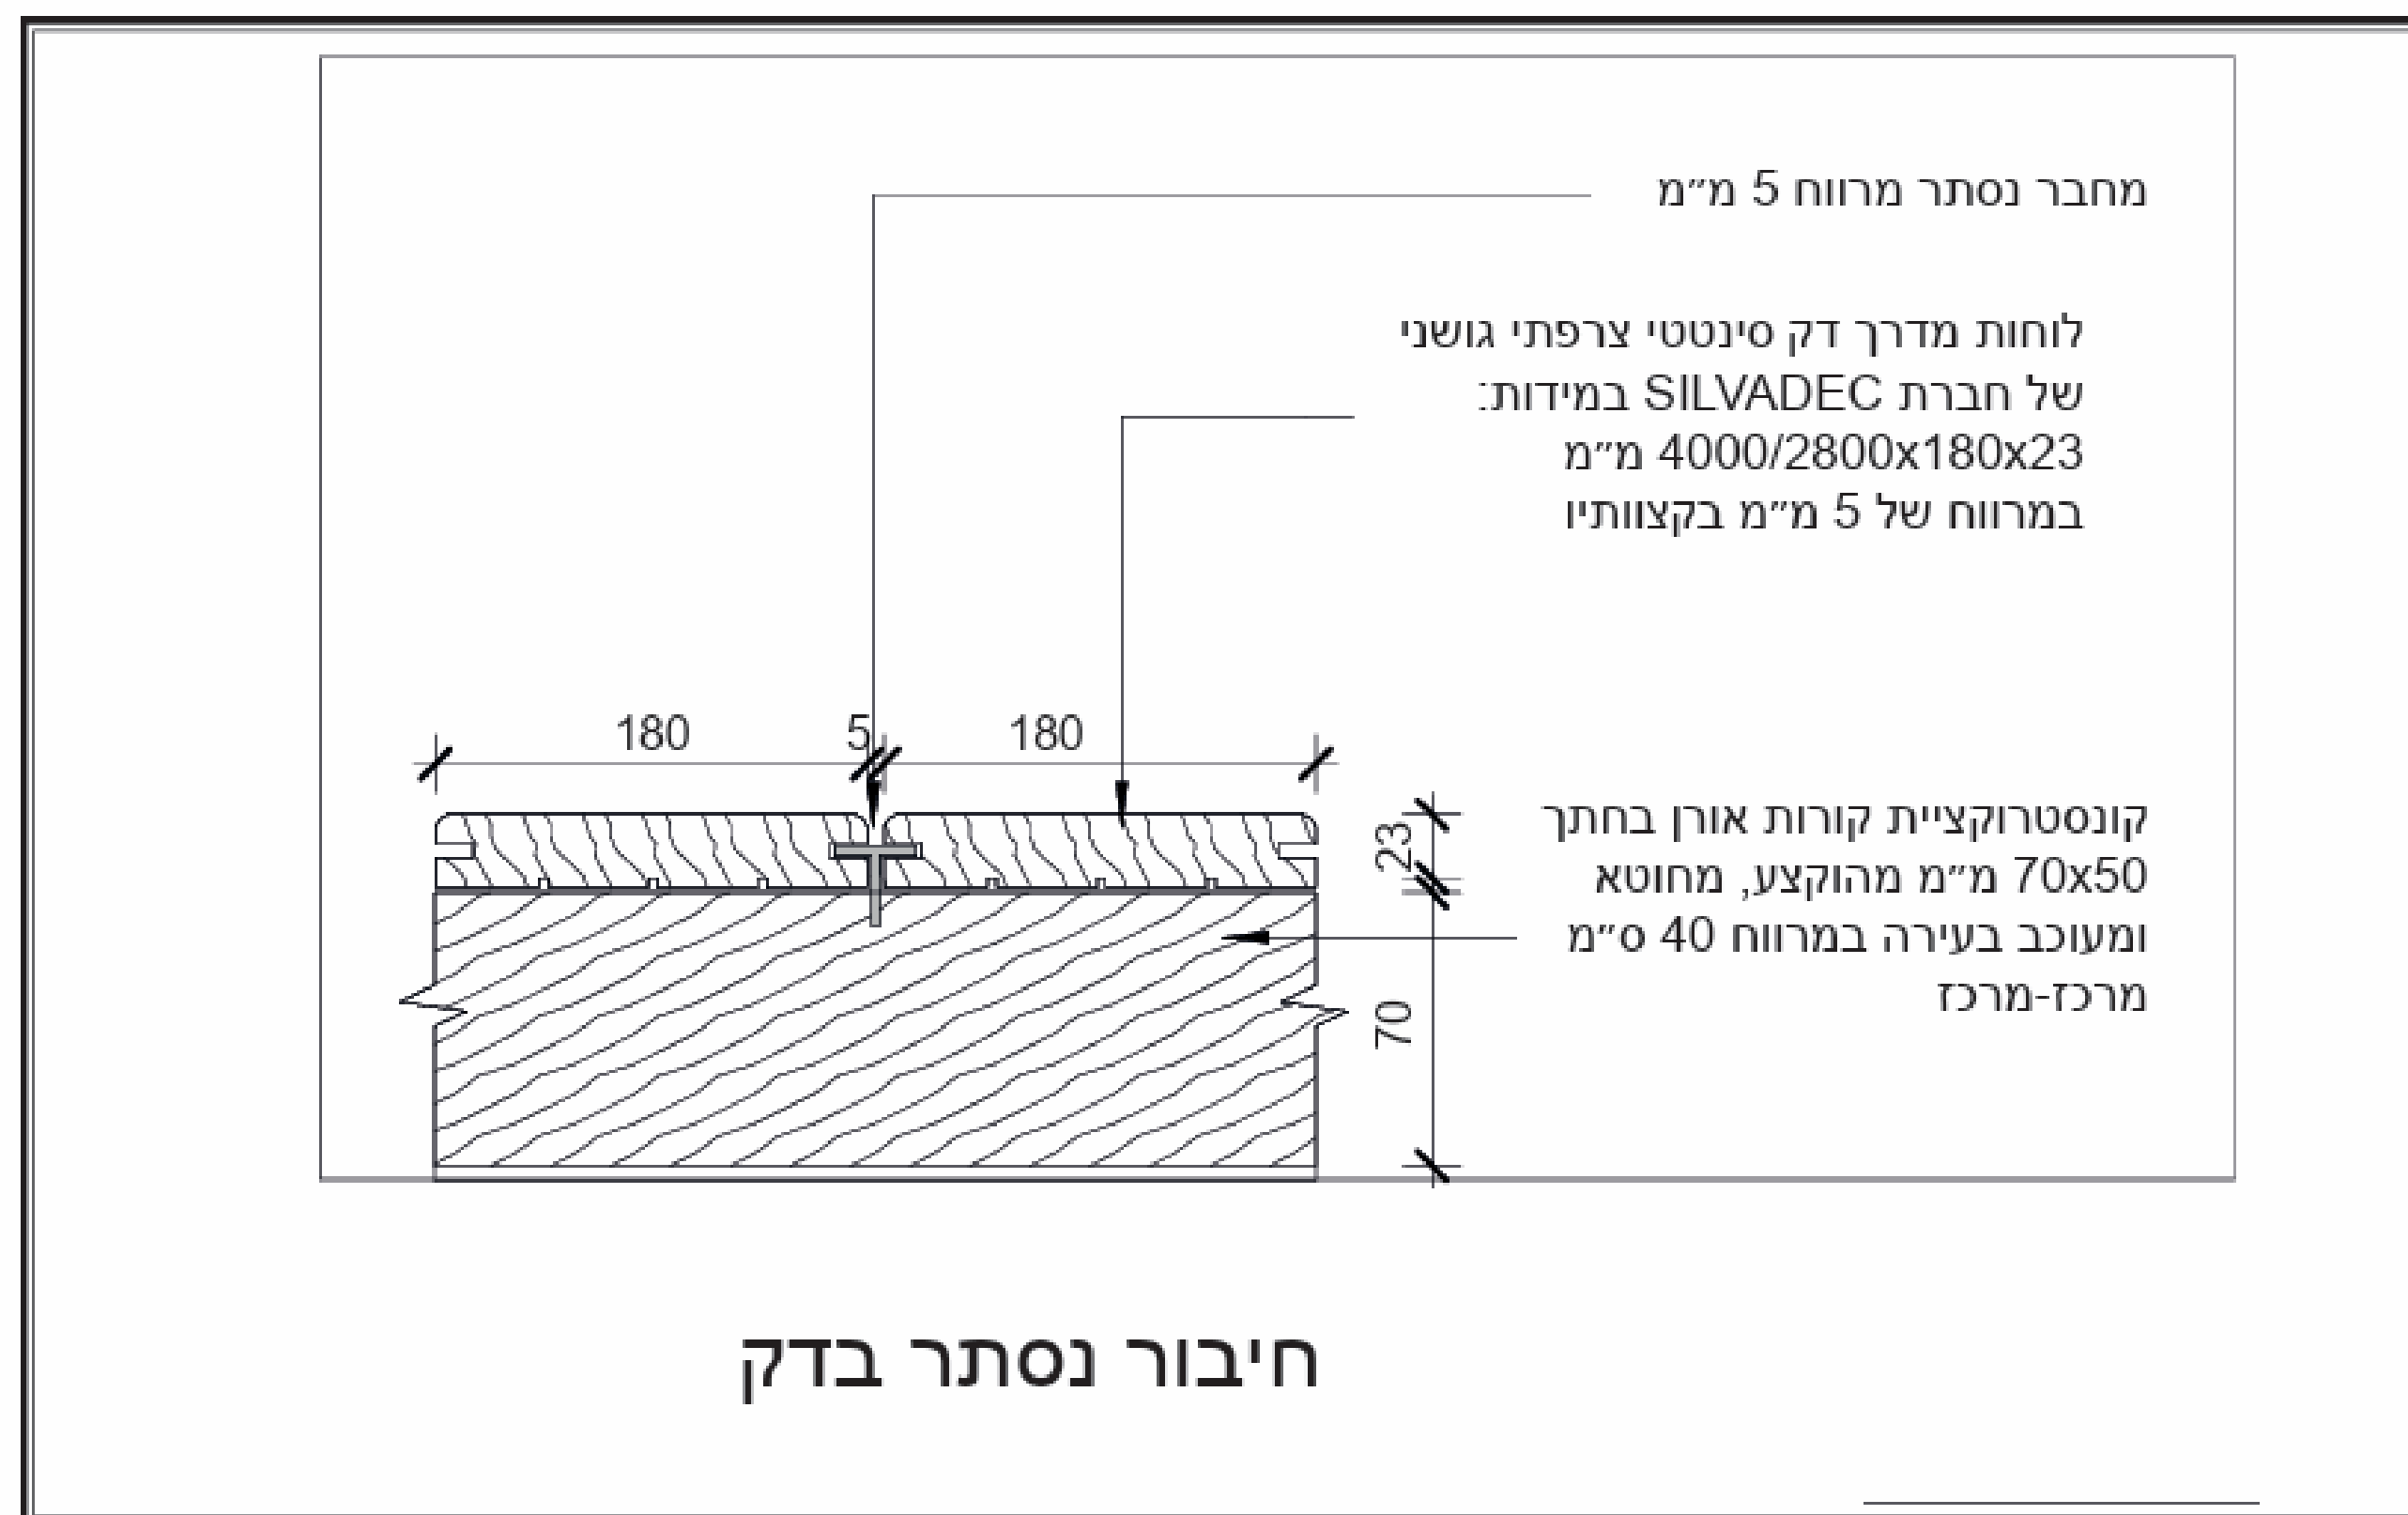 מחבר נסתר מרווח 5 מ״מ
לוחות מדרך דק סינטטי צרפתי גושני
של חברת SILVADEC במידות:
4000/2800x180x23 מ״מ
במרווח של 5 מ״מ בקצוותיו
180
5
180
קונסטרוקציית קורות אורן בחתך
70x50 מ״מ מהוקצע, מחוטא
ומעוכב בעירה במרווח 40 ס״מ
מרכז-מרכז
23
70
חיבור נסתר בדק